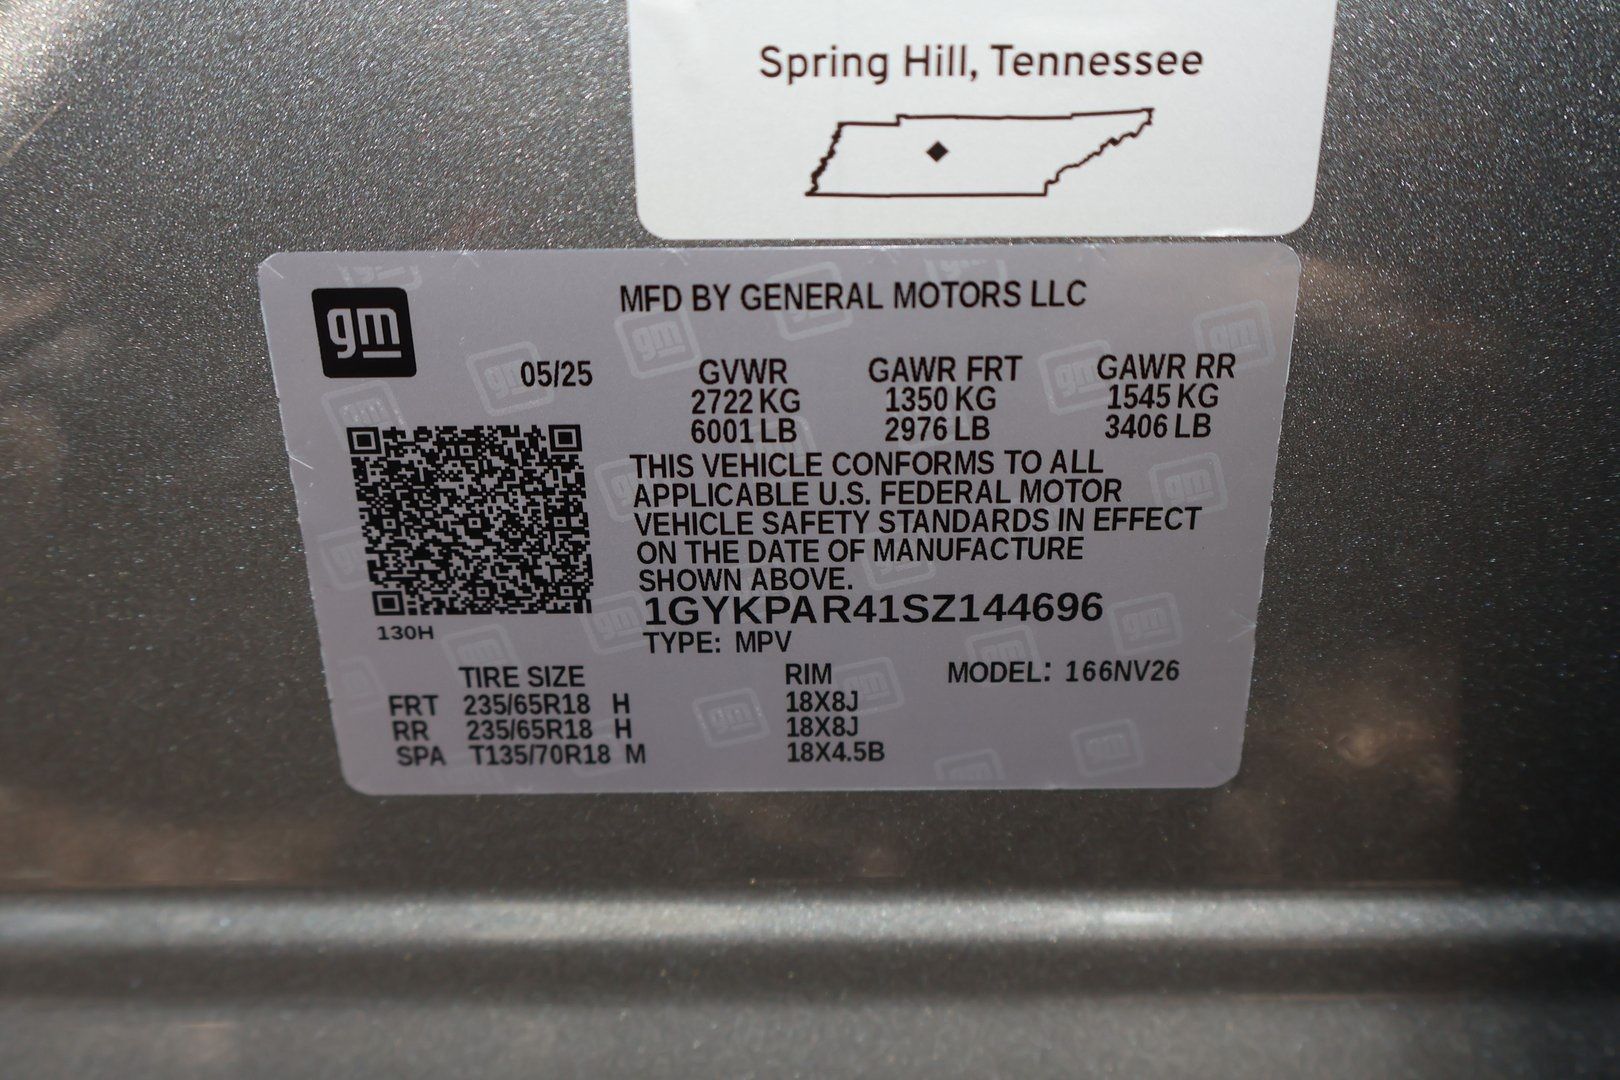 Spring Hill, Tennessee
gm
MFD BY GENERAL MOTORS LLC
05/25 GVWR GAWR FRT GAWR RR
2722 KG 1350 KG 1545 KG
6001 LB 2976 LB 3406 LB
THIS VEHICLE CONFORMS TO ALL
APPLICABLE U.S. FEDERAL MOTOR
VEHICLE SAFETY STANDARDS IN EFFECT
ON THE DATE OF MANUFACTURE
SHOWN ABOVE.
1GYKPAR41SZ144696
130H
TYPE: MPV
TIRE SIZE RIM MODEL: 166NV26
FRT 235/65R18 H 18X8J
RR 235/65R18 H 18X8J
SPA T135/70R18 M 18X4.5B